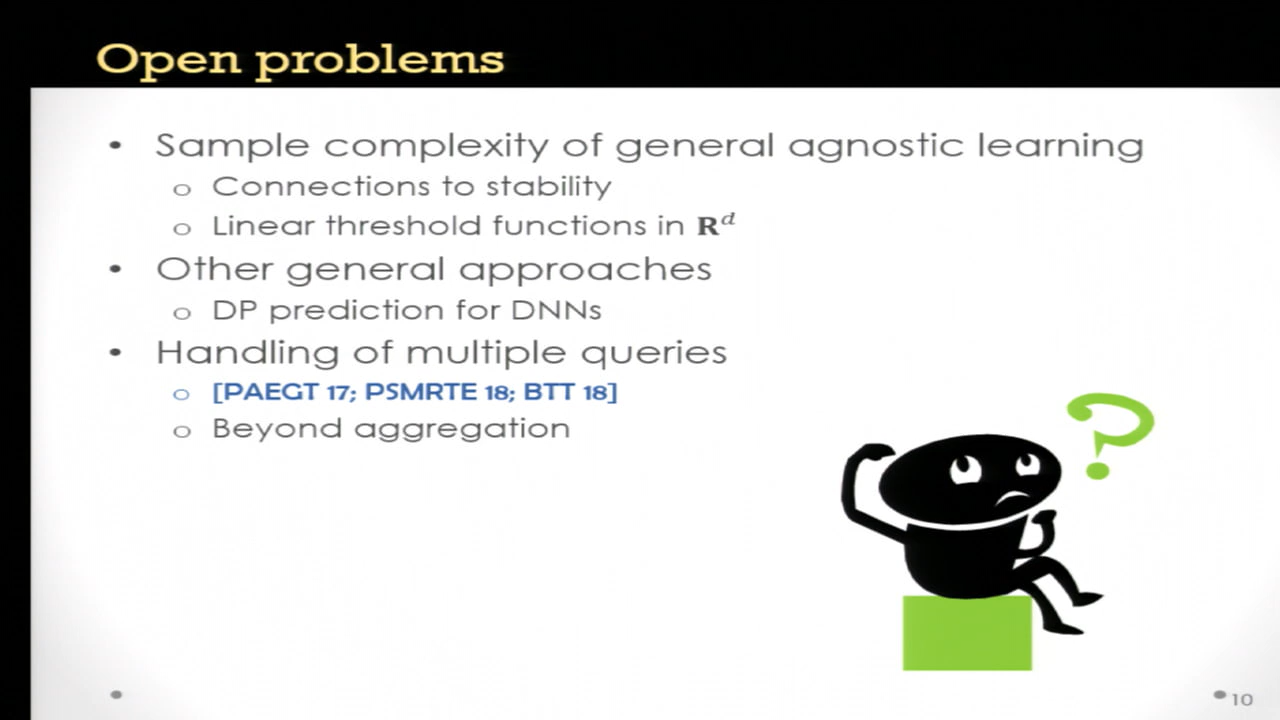 Open problems
• Sample complexity of general agnostic learning
o Connections to stability
o Linear threshold functions in R^d
• Other general approaches
o DP prediction for DNNs
• Handling of multiple queries
o [PAEGT 17; PSMRTE 18; BTT 18]
o Beyond aggregation
?
• 10